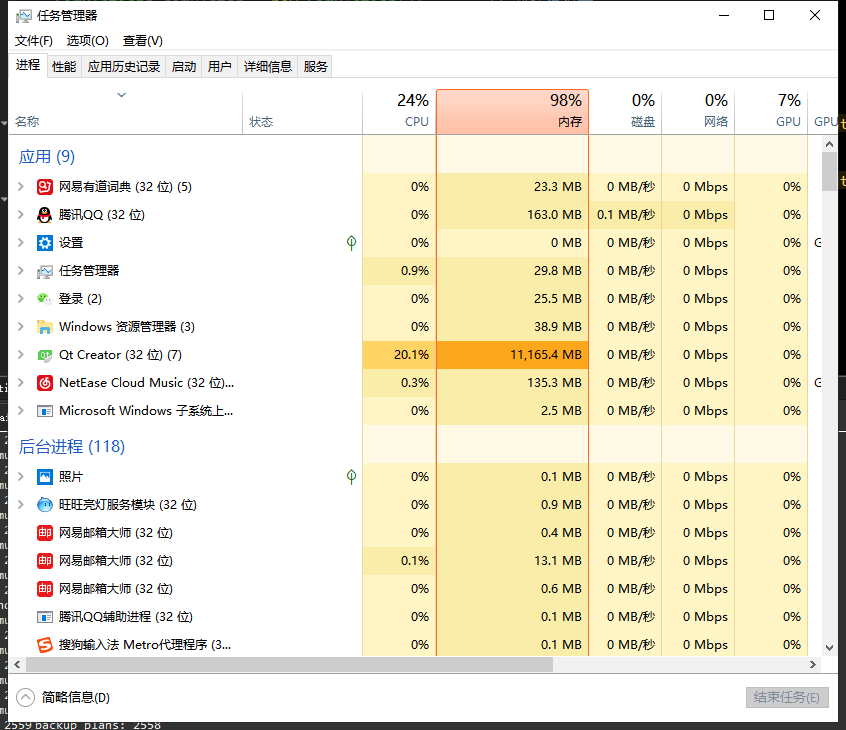 任务管理器
文件(F) 选项(O) 查看(V)
进程 性能 应用历史记录 启动 用户 详细信息 服务
24% 98% 0% 0% 7%
名称 状态 CPU 内存 磁盘 网络 GPU GPU
应用 (9)
网易有道词典 (32 位) (5) 0% 23.3 MB 0 MB/秒 0 Mbps 0%
腾讯QQ (32 位) 0% 163.0 MB 0.1 MB/秒 0 Mbps 0%
设置 0% 0 MB 0 MB/秒 0 Mbps 0% G
任务管理器 0.9% 29.8 MB 0 MB/秒 0 Mbps 0%
登录 (2) 0% 25.5 MB 0 MB/秒 0 Mbps 0%
Windows 资源管理器 (3) 0% 38.9 MB 0 MB/秒 0 Mbps 0%
Qt Creator (32 位) (7) 20.1% 11,165.4 MB 0 MB/秒 0 Mbps 0%
NetEase Cloud Music (32 位)... 0.3% 135.3 MB 0 MB/秒 0 Mbps 0% G
Microsoft Windows 子系统上... 0% 2.5 MB 0 MB/秒 0 Mbps 0%
后台进程 (118)
照片 0% 0.1 MB 0 MB/秒 0 Mbps 0%
旺旺亮灯服务模块 (32 位) 0% 0.9 MB 0 MB/秒 0 Mbps 0%
网易邮箱大师 (32 位) 0% 0.4 MB 0 MB/秒 0 Mbps 0%
网易邮箱大师 (32 位) 0.1% 13.1 MB 0 MB/秒 0 Mbps 0%
网易邮箱大师 (32 位) 0% 0.6 MB 0 MB/秒 0 Mbps 0%
腾讯QQ辅助进程 (32 位) 0% 0.1 MB 0 MB/秒 0 Mbps 0%
搜狗输入法 Metro代理程序 (3... 0% 0.1 MB 0 MB/秒 0 Mbps 0%
简略信息(D) 结束任务(E)
2559 backup plans: 2558